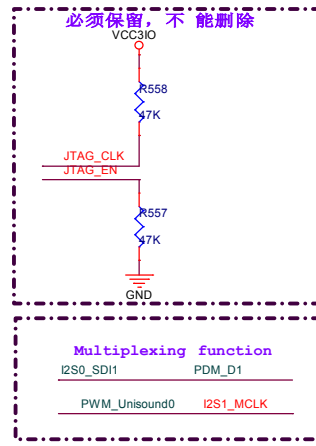 必须保留，不 能删除
VCC3IO
R558
47K
JTAG_CLK
JTAG_EN
R557
47K
GND
Multiplexing function
I2S0_SDI1 PDM_D1
PWM_Unisound0 I2S1_MCLK